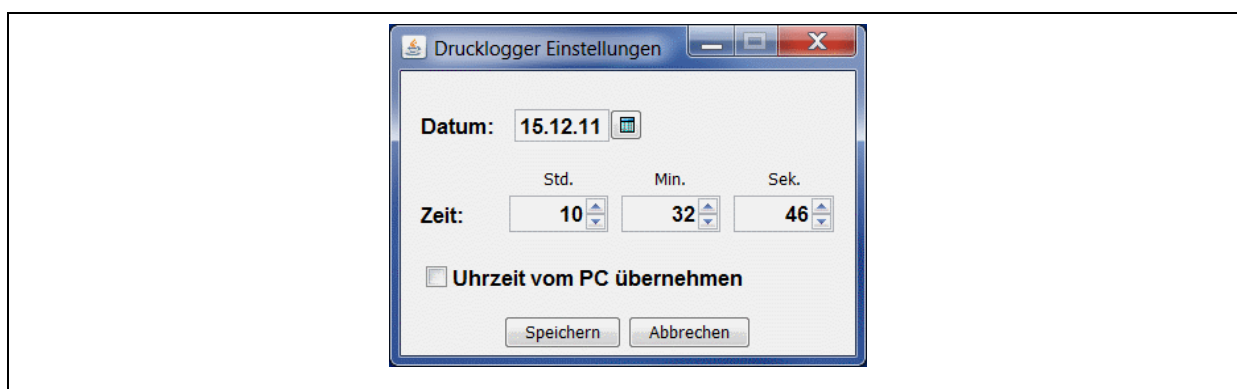 Drucklogger Einstellungen
Datum: 15.12.11
Std. Min. Sek.
Zeit: 10 32 46
Uhrzeit vom PC übernehmen
Speichern Abbrechen